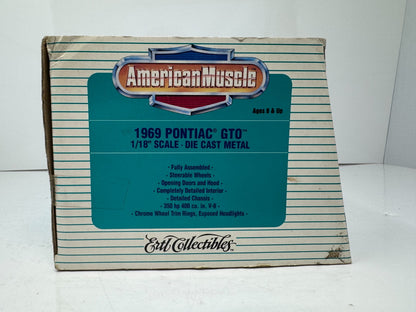 American Muscle
Ages 8 & Up
1969 PONTIAC® GTO™
1/18" SCALE · DIE CAST METAL
· Fully Assembled ·
· Steerable Wheels ·
· Opening Doors and Hood ·
· Completely Detailed Interior ·
· Detailed Chassis ·
· 350 hp 400 cu. in. V-8 ·
· Chrome Wheel Trim Rings, Exposed Headlights ·
Ertl Collectibles™